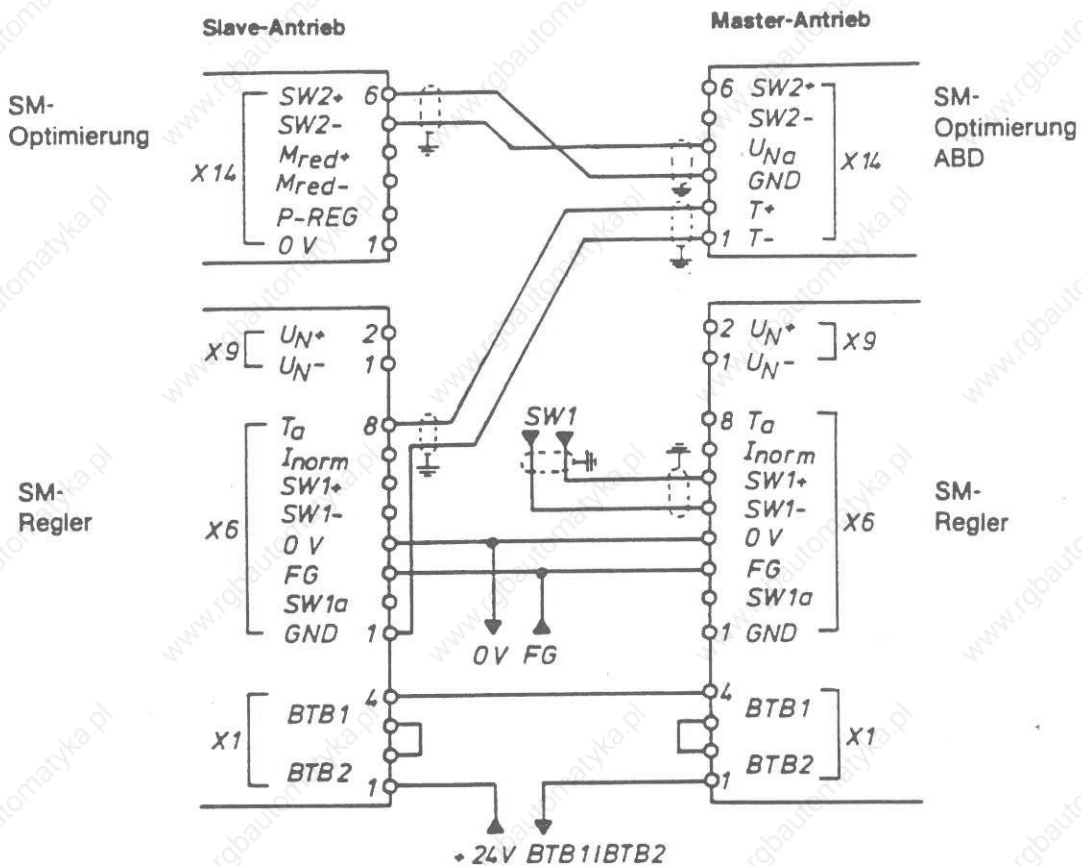 Slave-Antrieb
Master-Antrieb
SM-
Optimierung
X14
SW2+ 6
SW2-
Mred+
Mred-
P-REG
0 V 1
6 SW2+
SW2-
UNa
GND
T+
1 T-
X14
SM-
Optimierung
ABD
X9
UN+ 2
UN- 1
2 UN+
1 UN-
X9
SM-
Regler
X6
Ta 8
Inorm
SW1+
SW1-
0 V
FG
SW1a
GND 1
SW1
0V FG
8 Ta
Inorm
SW1+
SW1-
0 V
FG
SW1a
1 GND
X6
SM-
Regler
X1
4
BTB1
BTB2 1
4
BTB1
1 BTB2
X1
+ 24V BTB1/BTB2
www.rgbautomatyka.pl